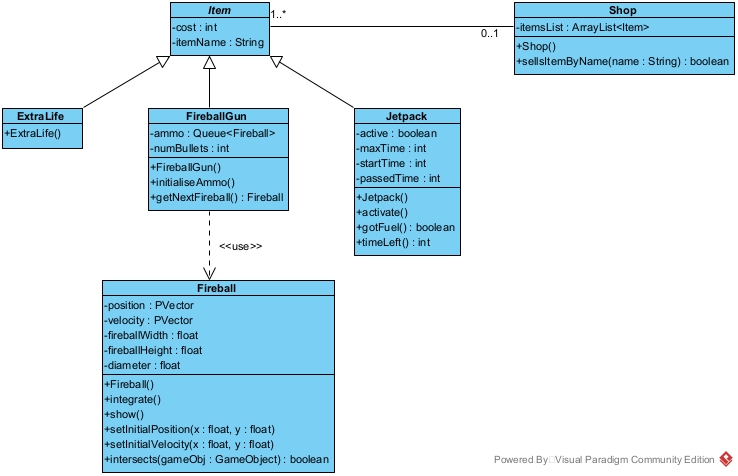 Item
-cost : int
-itemName : String
1..*
0..1
Shop
-itemsList : ArrayList<Item>
+Shop()
+sellsItemByName(name : String) : boolean
ExtraLife
+ExtraLife()
FireballGun
-ammo : Queue<Fireball>
-numBullets : int
+FireballGun()
+initialiseAmmo()
+getNextFireball() : Fireball
Jetpack
-active : boolean
-maxTime : int
-startTime : int
-passedTime : int
+Jetpack()
+activate()
+gotFuel() : boolean
+timeLeft() : int
<<use>>
Fireball
-position : PVector
-velocity : PVector
-fireballWidth : float
-fireballHeight : float
-diameter : float
+Fireball()
+integrate()
+show()
+setInitialPosition(x : float, y : float)
+setInitialVelocity(x : float, y : float)
+intersects(gameObj : GameObject) : boolean
Powered By Visual Paradigm Community Edition